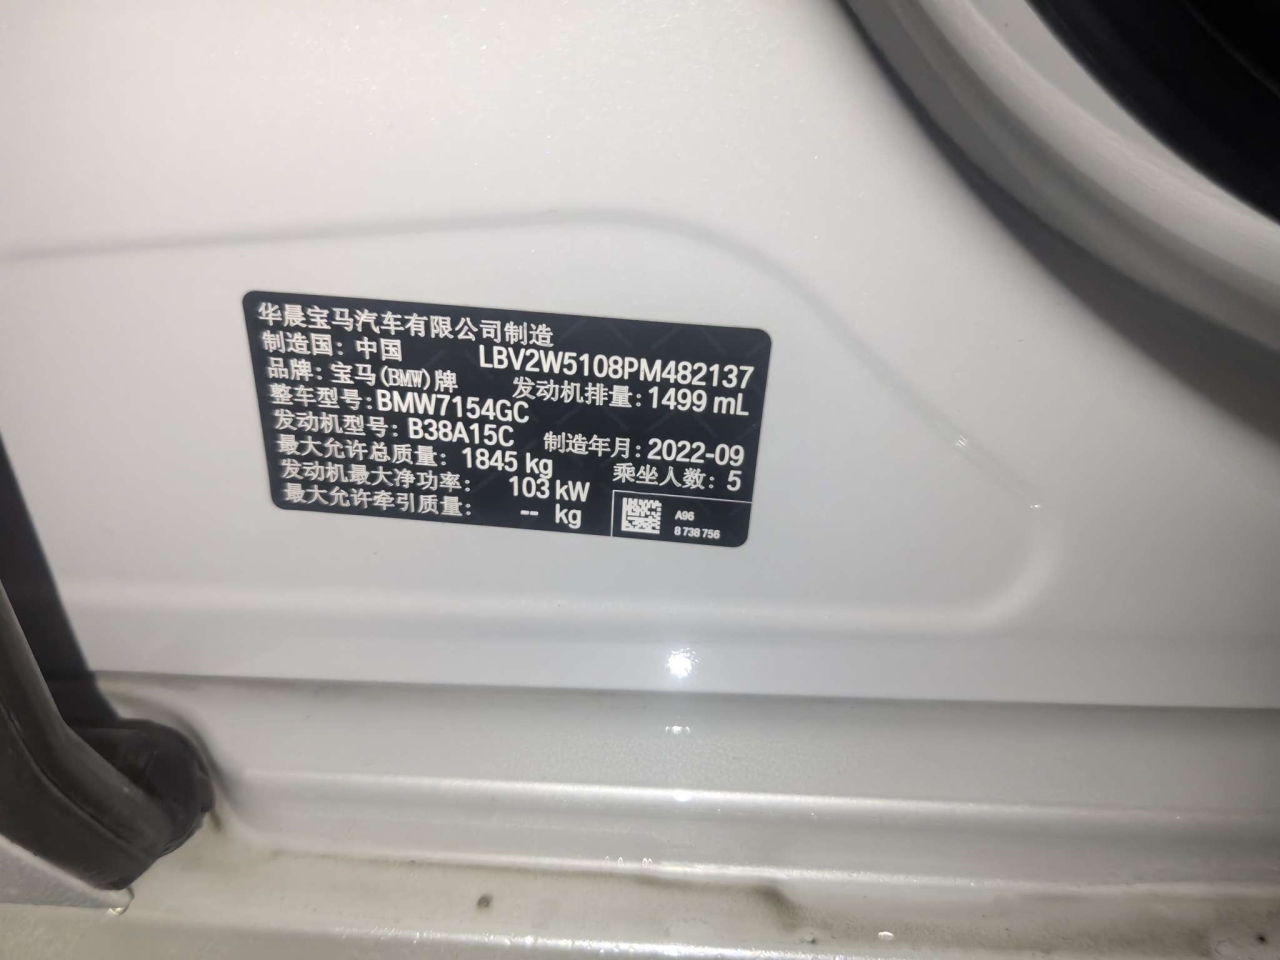 华晨宝马汽车有限公司制造
制造国: 中国 LBV2W5108PM482137
品牌: 宝马(BMW)牌 发动机排量: 1499 mL
整车型号: BMW7154GC
发动机型号: B38A15C 制造年月: 2022-09
最大允许总质量: 1845 kg 乘坐人数: 5
发动机最大净功率: 103 kW
最大允许牵引质量: -- kg
A96
8 738 756